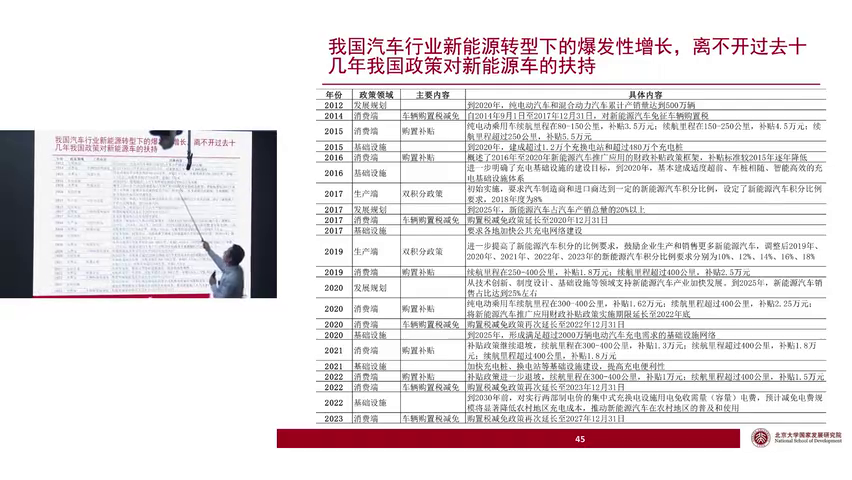 我国汽车行业新能源转型下的爆发性增长，离不开过去十
几年我国政策对新能源车的扶持
年份 政策领域 主要内容 具体内容
2012 发展规划 到2020年，纯电动汽车和混合动力汽车累计产销量达到500万辆
2014 消费端 车辆购置税减免 自2014年9月1日至2017年12月31日，对新能源汽车免征车辆购置税
2015 消费端 购置补贴 纯电动乘用车续航里程在80-150公里，补贴3.5万元；续航里程在150-250公里，补贴4.5万元；续
航里程超过250公里，补贴5.5万元
2015 基础设施 到2020年，建成超过1.2万个充换电站和超过480万个充电桩
2016 消费端 购置补贴 概述了2016年至2020年新能源汽车推广应用的财政补贴政策框架，补贴标准较2015年逐年降低
2016 基础设施 进一步明确了充电基础设施的建设目标，到2020年，基本建成适度超前、车桩相随、智能高效的充
电基础设施体系
2017 生产端 双积分政策 初始实施，要求汽车制造商和进口商达到一定的新能源汽车积分比例，设定了新能源汽车积分比例
要求，2018年度为8%
2017 发展规划 到2025年，新能源车占汽车产销总量的20%以上
2017 消费端 车辆购置税减免 购置税减免政策延长至2020年12月31日
2017 基础设施 要求各地加快公共充电网络建设
2019 生产端 双积分政策 进一步提高了新能源汽车积分的比例要求，鼓励企业生产和销售更多新能源汽车，调整后2019年、
2020年、2021年、2022年、2023年的新能源汽车积分比例要求分别为10%、12%、14%、16%、18%
2019 消费端 购置补贴 续航里程在250-400公里，补贴1.8万元；续航里程超过400公里，补贴2.5万元
2020 发展规划 从技术创新、制度设计、基础设施等领域支持新能源汽车产业加快发展。到2025年，新能源汽车销
售占比达到25%左右
2020 消费端 购置补贴 纯电动乘用车续航里程在300-400公里，补贴1.62万元；续航里程超过400公里，补贴2.25万元；
将新能源汽车推广应用财政补贴政策实施期限延长至2022年底
2020 消费端 车辆购置税减免 购置税减免政策再次延长至2022年12月31日
2020 基础设施 到2025年，形成满足超过2000万辆电动汽车充电需求的基础设施网络
2021 消费端 购置补贴 补贴政策继续退坡，续航里程在300-400公里，补贴1.3万元；续航里程超过400公里，补贴1.8万
元；续航里程超过400公里，补贴1.8万元
2021 基础设施 加快充电桩、换电站等基础设施建设，提高充电便利性
2022 消费端 购置补贴 补贴政策进一步退坡，续航里程在300-400公里，补贴1万元；续航里程超过400公里，补贴1.5万元
2022 消费端 车辆购置税减免 购置税减免政策再次延长至2023年12月31日
2022 基础设施 到2030年前，对实行两部制电价的集中式充换电设施用电免收需量（容量）电费，预计减免电费规
模将显著降低农村地区充电成本，推动新能源汽车在农村地区的普及和使用
2023 消费端 车辆购置税减免 购置税减免政策再次延长至2027年12月31日
45
北京大学国家发展研究院
National School of Development
我国汽车行业新能源转型下的爆发性增长，离不开过去十
几年我国政策对新能源车的扶持